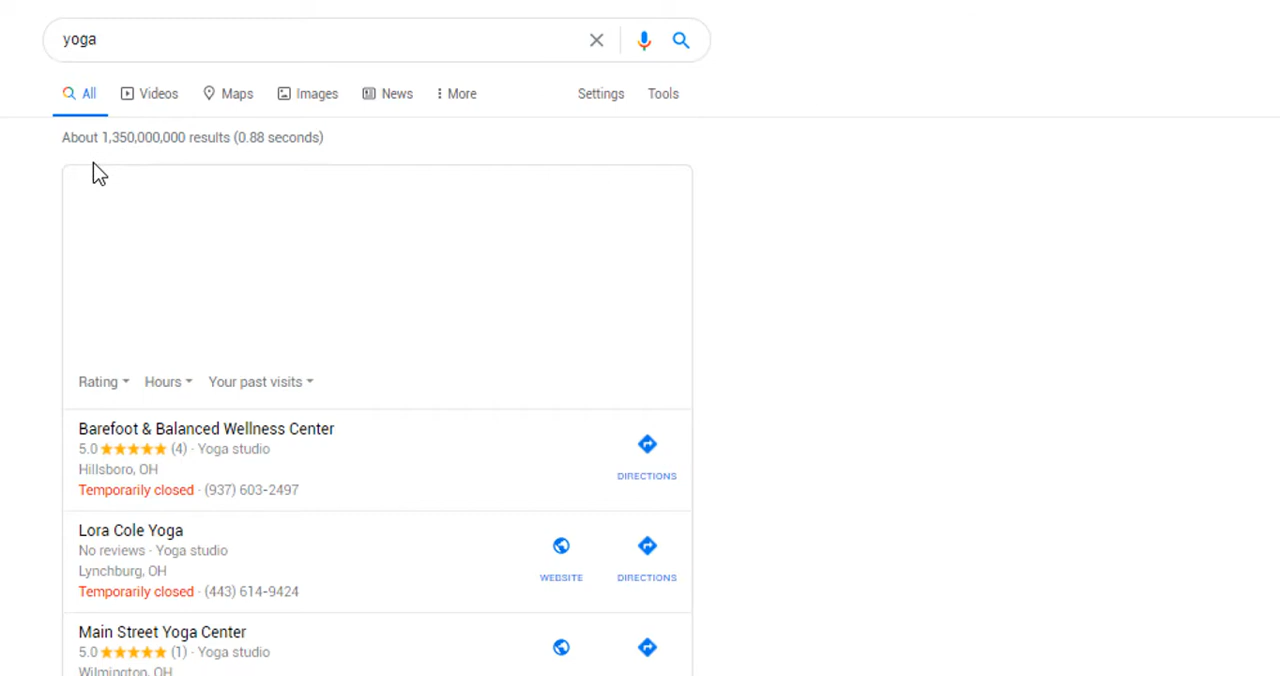 yoga
All Videos Maps Images News More Settings Tools
About 1,350,000,000 results (0.88 seconds)
Rating Hours Your past visits
Barefoot & Balanced Wellness Center
5.0 (4) · Yoga studio
Hillsboro, OH
DIRECTIONS
Temporarily closed · (937) 603-2497
Lora Cole Yoga
No reviews · Yoga studio
Lynchburg, OH
WEBSITE DIRECTIONS
Temporarily closed · (443) 614-9424
Main Street Yoga Center
5.0 (1) · Yoga studio
Wilmington, OH